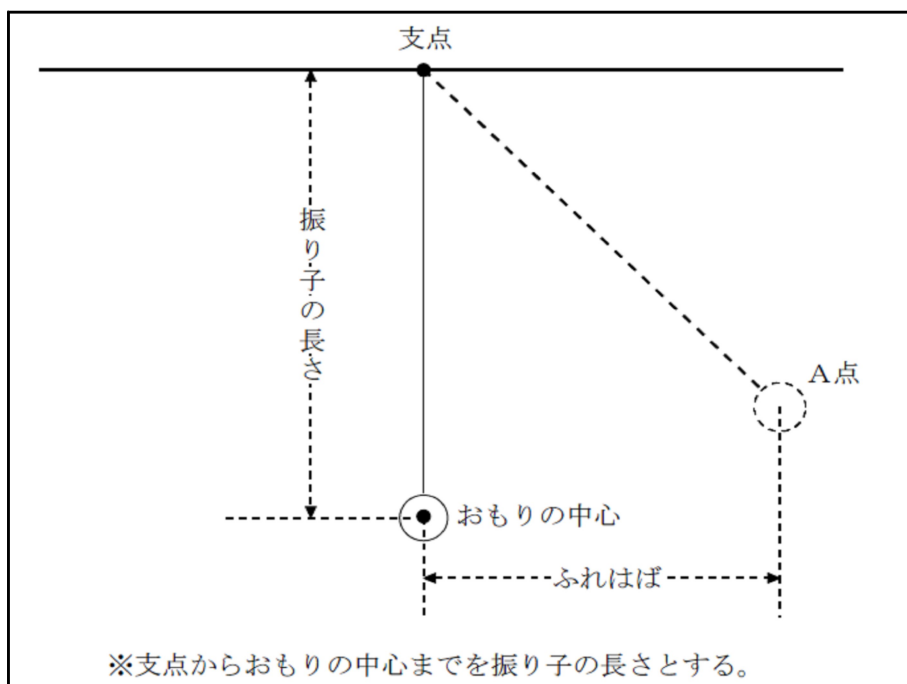 支点
振り子の長さ
A点
おもりの中心
ふれはば
※支点からおもりの中心までを振り子の長さとする。